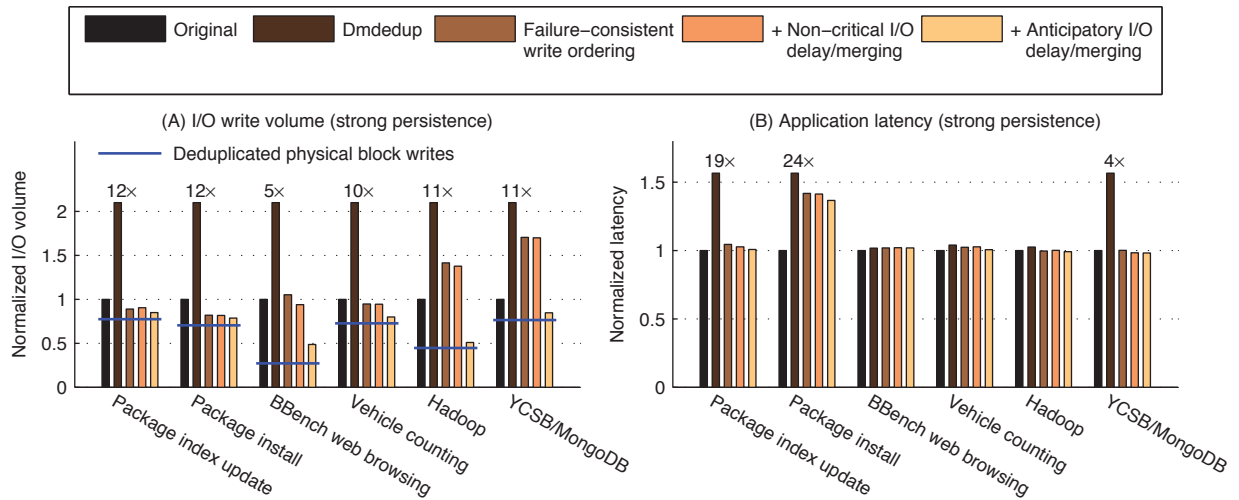 Original
Dmdedup
Failure−consistent
write ordering
+ Non−critical I/O
delay/merging
+ Anticipatory I/O
delay/merging
(A) I/O write volume (strong persistence)
Deduplicated physical block writes
12×
12×
5×
10×
11×
11×
Normalized I/O volume
2
1.5
1
0.5
0
Package index update
Package install
BBench web browsing
Vehicle counting
Hadoop
YCSB/MongoDB
(B) Application latency (strong persistence)
19×
24×
4×
Normalized latency
1.5
1
0.5
0
Package index update
Package install
BBench web browsing
Vehicle counting
Hadoop
YCSB/MongoDB